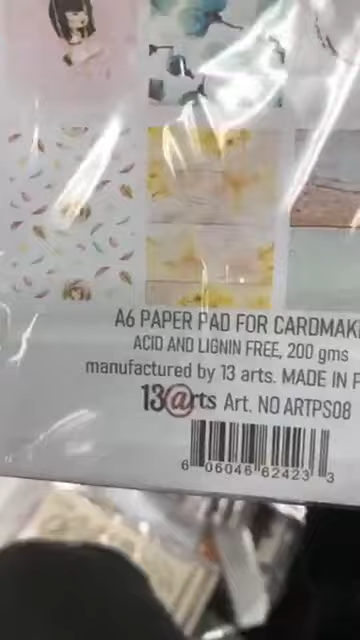 A6 PAPER PAD FOR CARDMAKI
ACID AND LIGNIN FREE, 200 gms
manufactured by 13 arts. MADE IN P
13@rts Art. NO ARTPS08
6 06046 62423 3